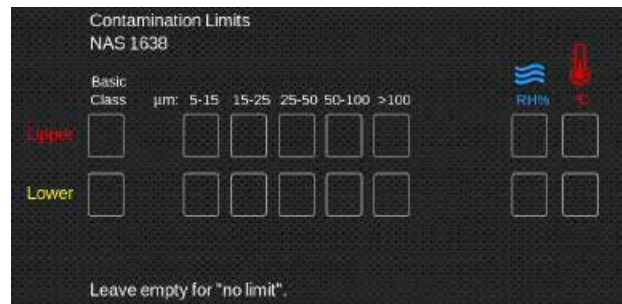 Contamination Limits
NAS 1638
Basic
Class µm: 5-15 15-25 25-50 50-100 >100 RH% °C
Upper
Lower
Leave empty for "no limit".